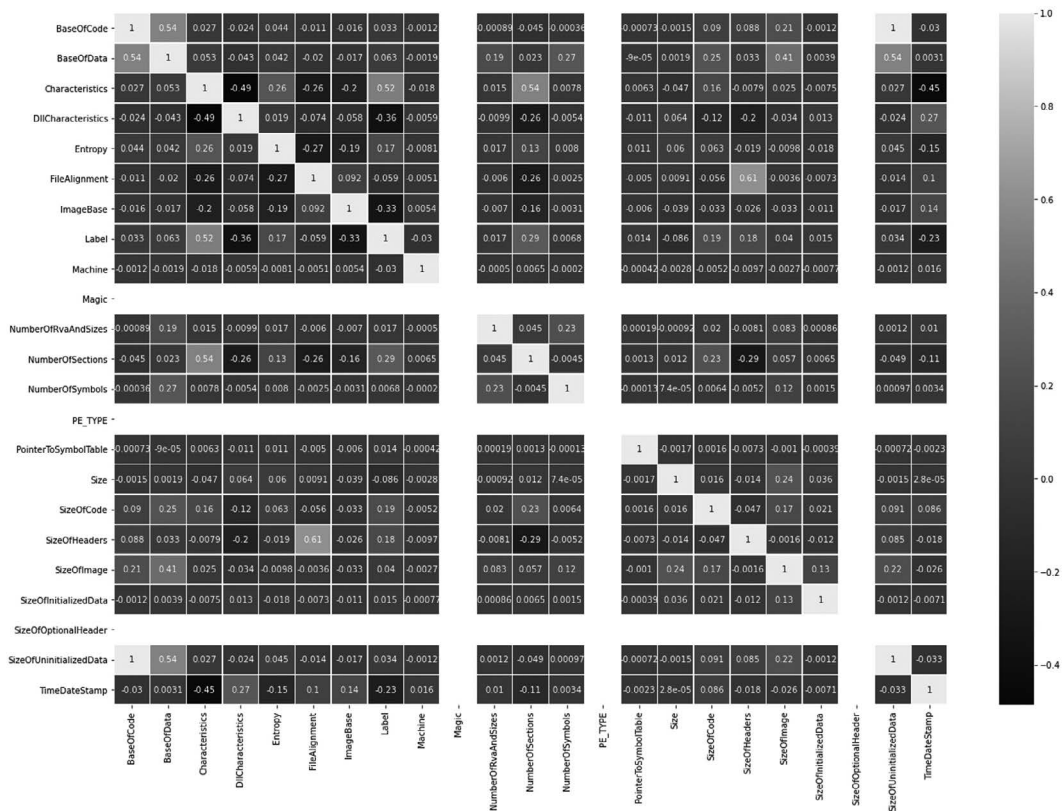 BaseOfCode 1 0.54 0.027 -0.024 0.044 -0.011 -0.016 0.033 -0.0012 0.00089 -0.045 -0.00036 0.00073 -0.0015 0.09 0.088 0.21 -0.0012 1 -0.03
BaseOfData 0.54 1 0.053 -0.043 0.042 -0.02 -0.017 0.063 -0.0019 0.19 0.023 0.27 -9e-05 0.0019 0.25 0.033 0.41 0.0039 0.54 0.0031
Characteristics 0.027 0.053 1 -0.49 0.26 -0.26 -0.2 0.52 -0.018 0.015 0.54 0.0078 0.0063 -0.047 0.16 -0.0079 0.025 -0.0075 0.027 -0.45
DllCharacteristics -0.024 -0.043 -0.49 1 0.019 -0.074 -0.058 -0.36 -0.0059 -0.0099 -0.26 -0.0054 -0.011 0.064 -0.12 -0.2 -0.034 0.013 -0.024 0.27
Entropy 0.044 0.042 0.26 0.019 1 -0.27 -0.19 0.17 -0.0081 0.017 0.13 0.008 0.011 0.06 0.063 -0.019 -0.0098 -0.018 0.045 -0.15
FileAlignment -0.011 -0.02 -0.26 -0.074 -0.27 1 0.092 -0.059 -0.0051 -0.006 -0.26 -0.0025 -0.005 0.0091 -0.056 0.61 -0.0036 -0.0073 -0.014 0.1
ImageBase -0.016 -0.017 -0.2 -0.058 -0.19 0.092 1 -0.33 0.0054 -0.007 -0.16 -0.0031 -0.006 -0.039 -0.033 -0.026 -0.033 -0.011 -0.017 0.14
Label 0.033 0.063 0.52 -0.36 0.17 -0.059 -0.33 1 -0.03 0.017 0.29 0.0068 0.014 -0.086 0.19 0.18 0.04 0.015 0.034 -0.23
Machine -0.0012 -0.0019 -0.018 -0.0059 -0.0081 -0.0051 0.0054 -0.03 1 -0.0005 0.0065 -0.0002 -0.00042 -0.0028 -0.0052 -0.0097 -0.0027 -0.00077 -0.0012 0.016
Magic
NumberOfRvaAndSizes 0.00089 0.19 0.015 -0.0099 0.017 -0.006 -0.007 0.017 -0.0005 1 0.045 0.23 0.00019 -0.00092 0.02 -0.0081 0.083 0.00086 0.0012 0.01
NumberOfSections -0.045 0.023 0.54 -0.26 0.13 -0.26 -0.16 0.29 0.0065 0.045 1 -0.0045 0.0013 0.012 0.23 -0.29 0.057 0.0065 -0.049 -0.11
NumberOfSymbols 0.00036 0.27 0.0078 -0.0054 0.008 -0.0025 -0.0031 0.0068 -0.0002 0.23 -0.0045 1 0.00013 7.4e-05 0.0064 -0.0052 0.12 0.0015 0.00097 0.0034
PE_TYPE
PointerToSymbolTable 0.00073 -9e-05 0.0063 -0.011 0.011 -0.005 -0.006 0.014 -0.00042 0.00019 0.0013 -0.00013 1 -0.0017 0.0016 -0.0073 -0.001 -0.00039 -0.00072 -0.0023
Size -0.0015 0.0019 -0.047 0.064 0.06 0.0091 -0.039 -0.086 -0.0028 -0.00092 0.012 7.4e-05 -0.0017 1 0.016 -0.014 0.24 0.036 -0.0015 2.8e-05
SizeOfCode 0.09 0.25 0.16 -0.12 0.063 -0.056 -0.033 0.19 -0.0052 0.02 0.23 0.0064 0.0016 0.016 1 -0.047 0.17 0.021 0.091 0.086
SizeOfHeaders 0.088 0.033 -0.0079 -0.2 -0.019 0.61 -0.026 0.18 -0.0097 -0.0081 -0.29 -0.0052 -0.0073 -0.014 -0.047 1 -0.0016 -0.012 0.085 -0.018
SizeOfImage 0.21 0.41 0.025 -0.034 -0.0098 -0.0036 -0.033 0.04 -0.0027 0.083 0.057 0.12 -0.001 0.24 0.17 -0.0016 1 0.13 0.22 -0.026
SizeOfInitializedData -0.0012 0.0039 -0.0075 0.013 -0.018 -0.0073 -0.011 0.015 -0.00077 0.00086 0.0065 0.0015 -0.00039 0.036 0.021 -0.012 0.13 1 -0.0012 -0.0071
SizeOfOptionalHeader
SizeOfUninitializedData 1 0.54 0.027 -0.024 0.045 -0.014 -0.017 0.034 -0.0012 0.0012 -0.049 0.00097 -0.00072 -0.0015 0.091 0.085 0.22 -0.0012 1 -0.033
TimeDateStamp -0.03 0.0031 -0.45 0.27 -0.15 0.1 0.14 -0.23 0.016 0.01 -0.11 0.0034 -0.0023 2.8e-05 0.086 -0.018 -0.026 -0.0071 -0.033 1
BaseOfCode
BaseOfData
Characteristics
DllCharacteristics
Entropy
FileAlignment
ImageBase
Label
Machine
Magic
NumberOfRvaAndSizes
NumberOfSections
NumberOfSymbols
PE_TYPE
PointerToSymbolTable
Size
SizeOfCode
SizeOfHeaders
SizeOfImage
SizeOfInitializedData
SizeOfOptionalHeader
SizeOfUninitializedData
TimeDateStamp
1.0
0.8
0.6
0.4
0.2
0.0
-0.2
-0.4